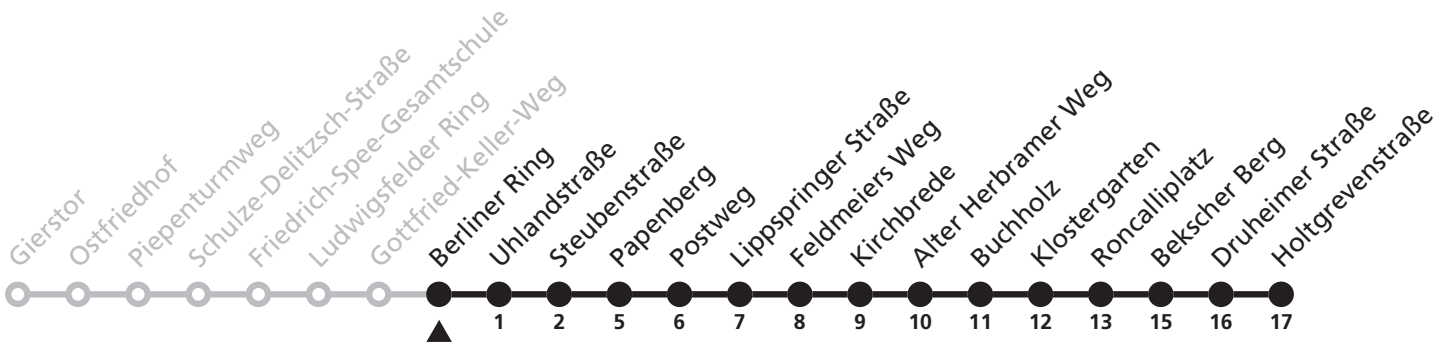 Gierstor
Ostfriedhof
Piepenturmweg
Schulze-Delitzsch-Straße
Friedrich-Spee-Gesamtschule
Ludwigsfelder Ring
Gottfried-Keller-Weg
Berliner Ring
Uhlandstraße
Steubenstraße
Papenberg
Postweg
Lippspringer Straße
Feldmeiers Weg
Kirchbrede
Alter Herbramer Weg
Buchholz
Klostergarten
Roncalliplatz
Bekscher Berg
Druheimer Straße
Holtgrevenstraße
1 2 5 6 7 8 9 10 11 12 13 15 16 17